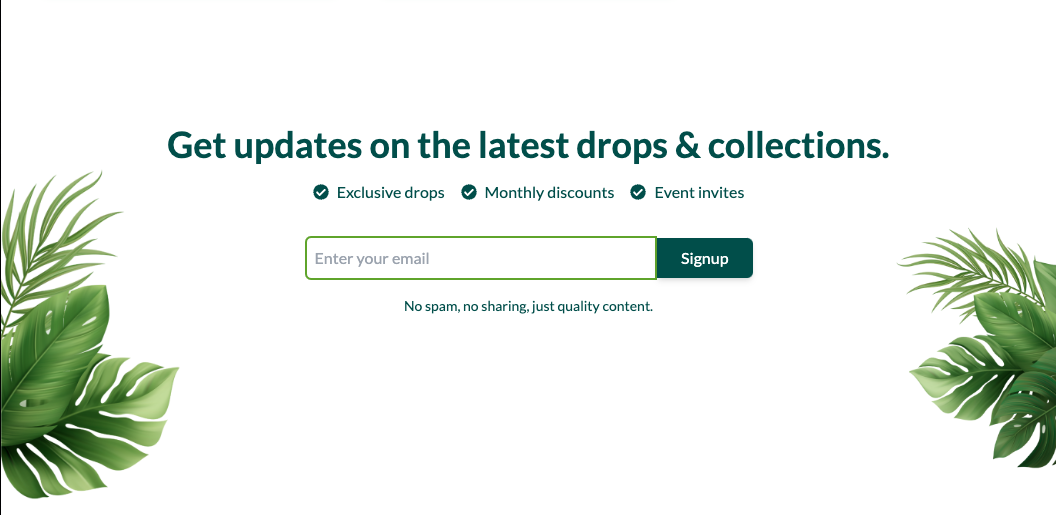 Get updates on the latest drops & collections.
Exclusive drops Monthly discounts Event invites
Enter your email Signup
No spam, no sharing, just quality content.